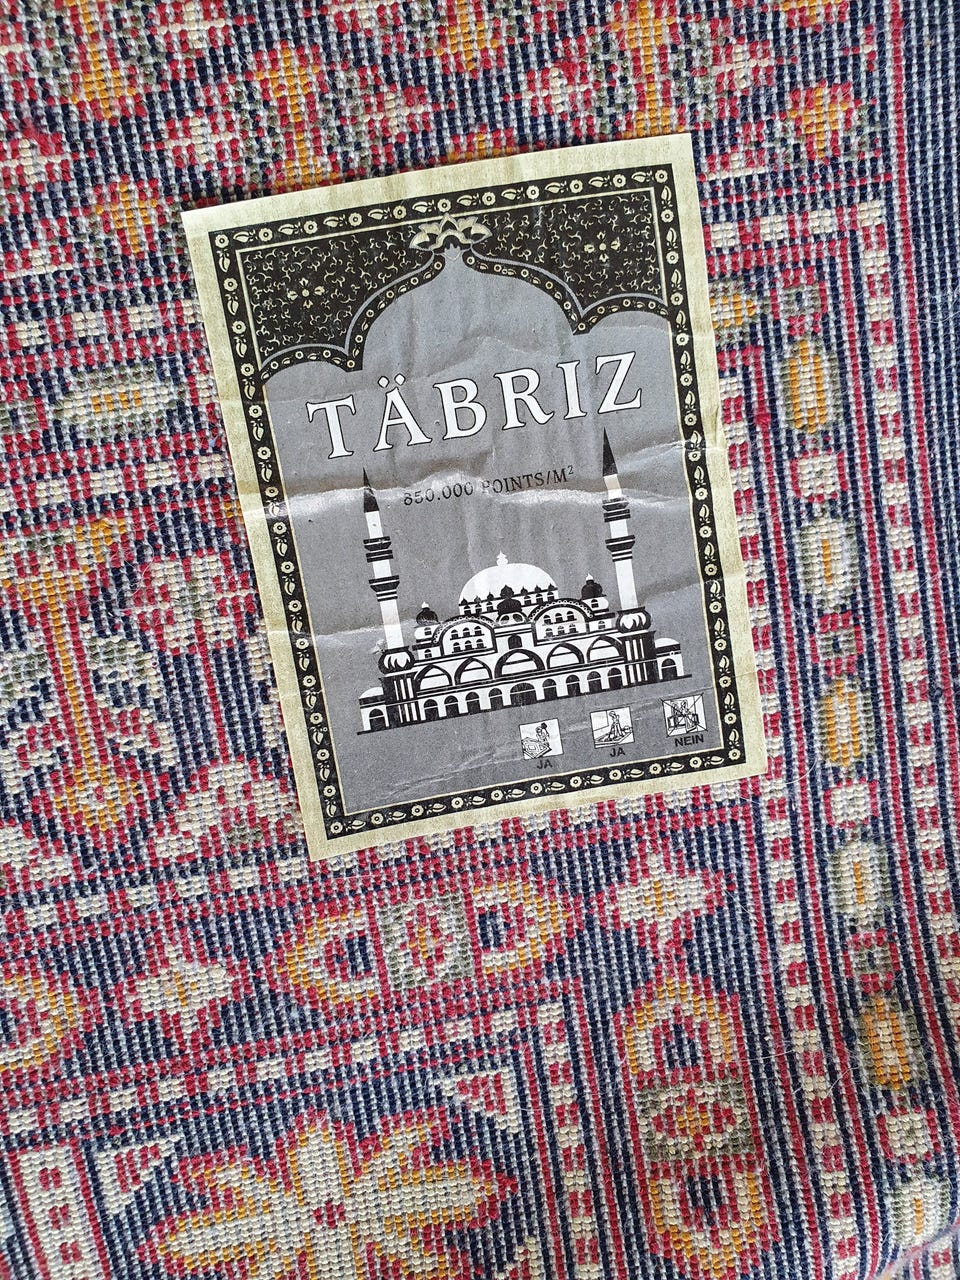 TÄBRIZ
850.000 POINTS/M²
JA
JA
NEIN